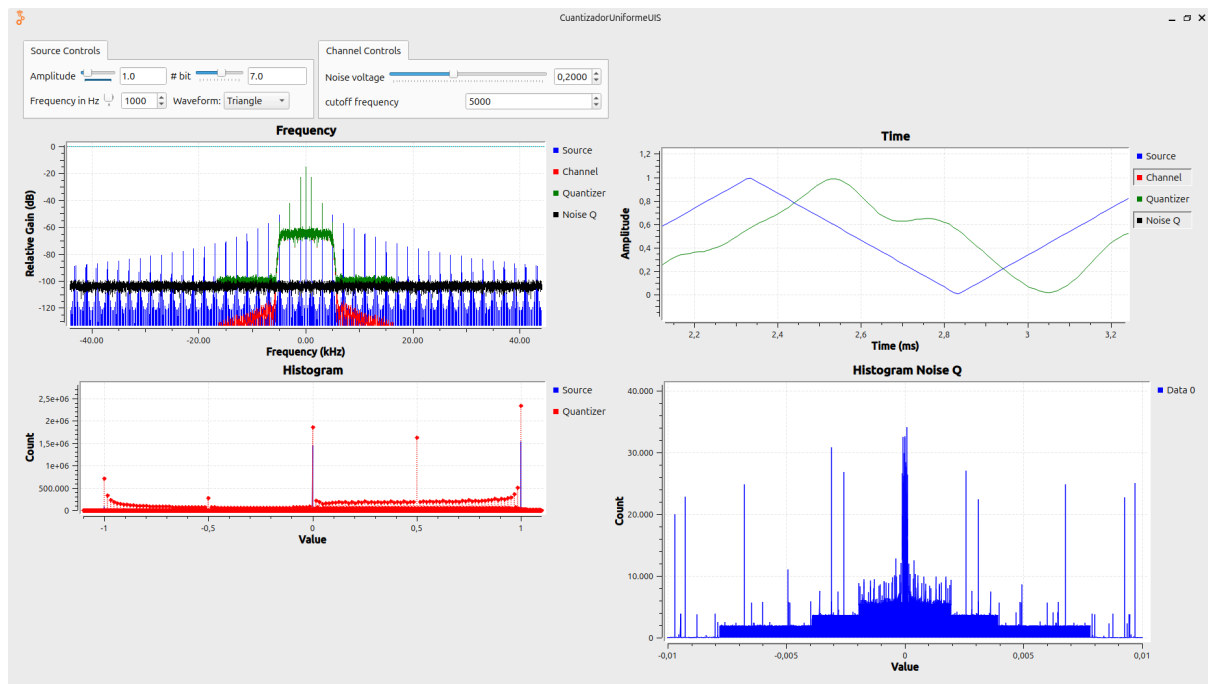 CuantizadorUniformeUIS
Source Controls
Amplitude 1.0 # bit 7.0
Frequency in Hz 1000 Waveform: Triangle
Channel Controls
Noise voltage 0,2000
cutoff frequency 5000
Frequency
Relative Gain (dB)
0
-20
-40
-60
-80
-100
-120
-40.00 -20.00 0.00 20.00 40.00
Frequency (kHz)
Source
Channel
Quantizer
Noise Q
Time
Amplitude
1,2
1
0,8
0,6
0,4
0,2
0
2,2 2,4 2,6 2,8 3 3,2
Time (ms)
Source
Channel
Quantizer
Noise Q
Histogram
Count
2,5e+06
2e+06
1,5e+06
1e+06
500.000
0
-1 -0,5 0 0,5 1
Value
Source
Quantizer
Histogram Noise Q
Count
40.000
30.000
20.000
10.000
0
-0,01 -0,005 0 0,005 0,01
Value
Data 0